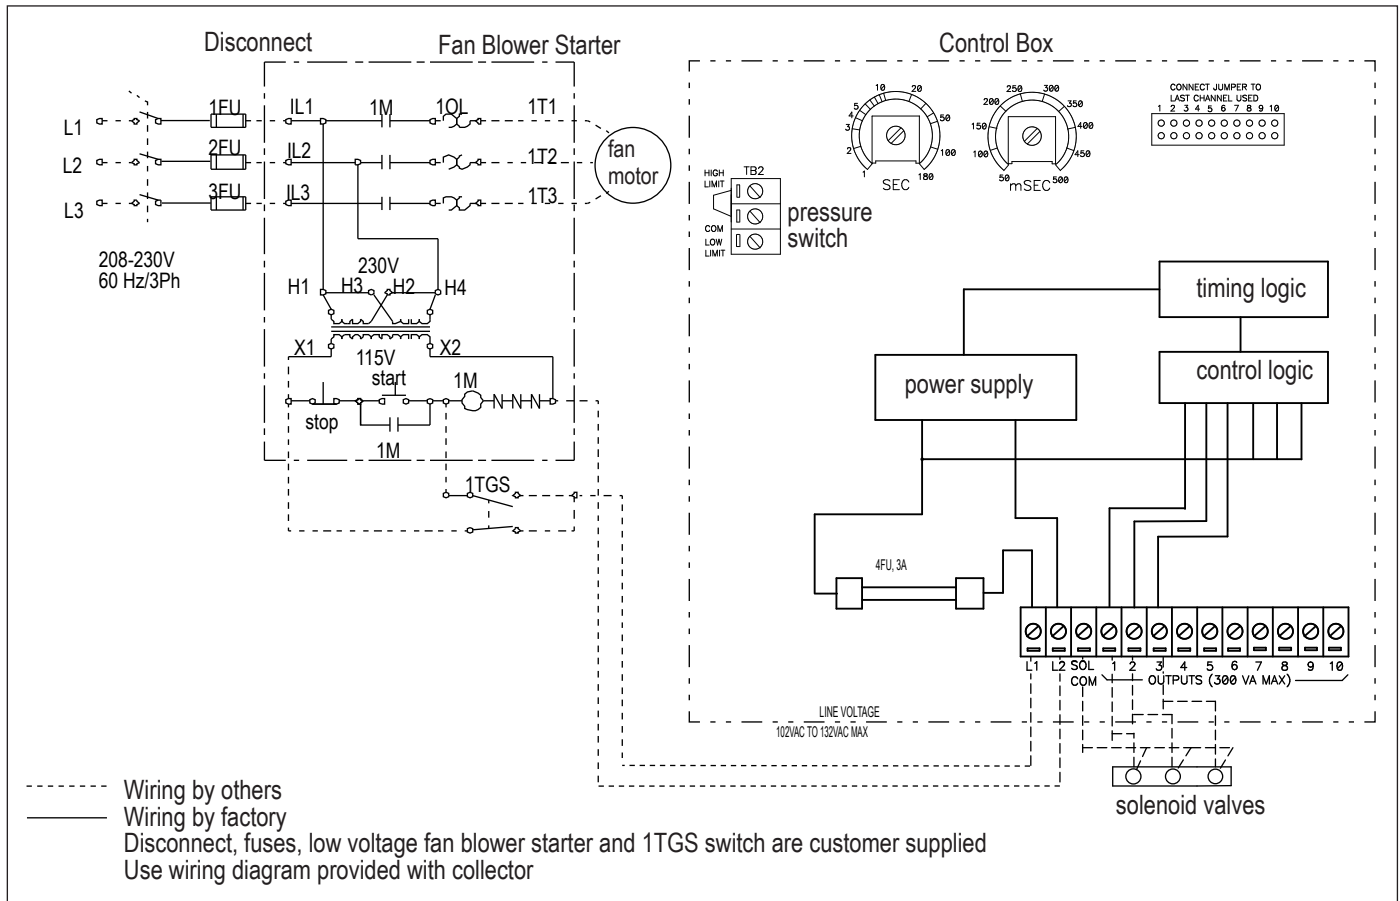 Disconnect
Fan Blower Starter
Control Box
L1
1FU
IL1
1M
1OL
1T1
L2
2FU
IL2
1T2
L3
3FU
IL3
1T3
fan
motor
208-230V
60 Hz/3Ph
230V
H1
H3
H2
H4
X1
115V
X2
start
1M
stop
1M
1TGS
1
2
3
4
5
10
20
50
100
180
SEC
50
100
150
200
250
300
350
400
450
500
mSEC
CONNECT JUMPER TO
LAST CHANNEL USED
1 2 3 4 5 6 7 8 9 10
HIGH
LIMIT
TB2
COM
LOW
LIMIT
pressure
switch
timing logic
power supply
control logic
4FU, 3A
L1 L2 SOL 1 2 3 4 5 6 7 8 9 10
COM OUTPUTS (300 VA MAX)
LINE VOLTAGE
102VAC TO 132VAC MAX
solenoid valves
Wiring by others
Wiring by factory
Disconnect, fuses, low voltage fan blower starter and 1TGS switch are customer supplied
Use wiring diagram provided with collector